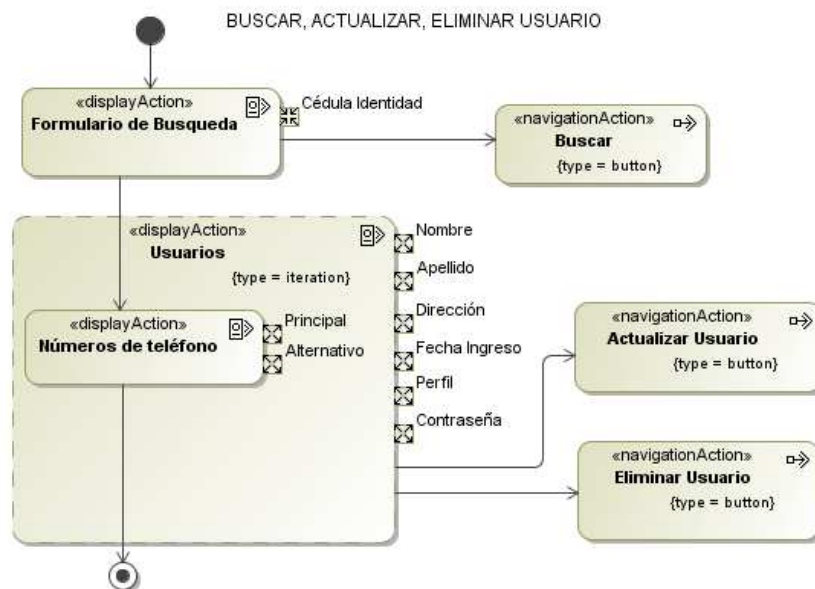 BUSCAR, ACTUALIZAR, ELIMINAR USUARIO
«displayAction»
Formulario de Busqueda
Cédula Identidad
«navigationAction»
Buscar
{type = button}
«displayAction»
Usuarios
{type = iteration}
Nombre
Apellido
Dirección
Fecha Ingreso
Perfil
Contraseña
«displayAction»
Números de teléfono
Principal
Alternativo
«navigationAction»
Actualizar Usuario
{type = button}
«navigationAction»
Eliminar Usuario
{type = button}